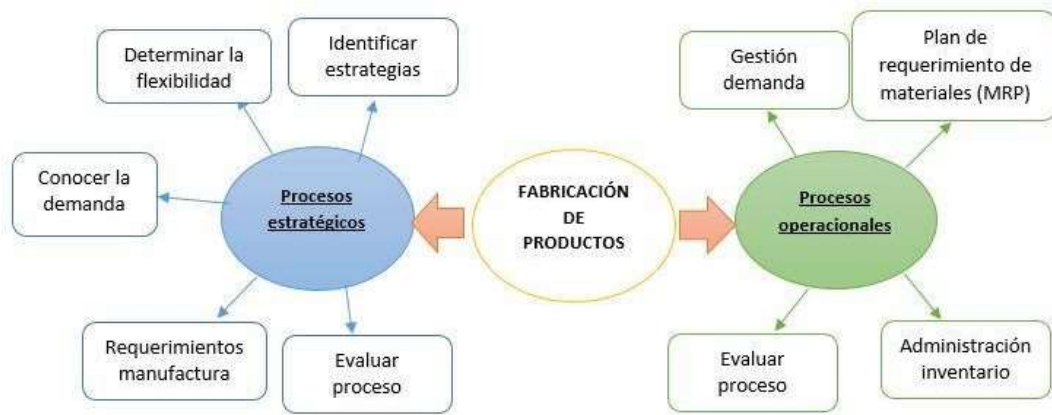 Determinar la
flexibilidad
Identificar
estrategias
Conocer la
demanda
Procesos
estratégicos
Requerimientos
manufactura
Evaluar
proceso
FABRICACIÓN
DE
PRODUCTOS
Gestión
demanda
Plan de
requerimiento de
materiales (MRP)
Procesos
operacionales
Evaluar
proceso
Administración
inventario